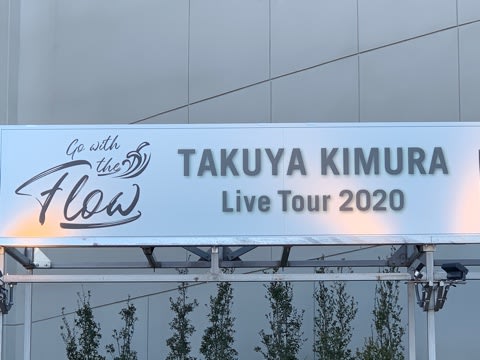 Go with
the
Flow
TAKUYA KIMURA
Live Tour 2020